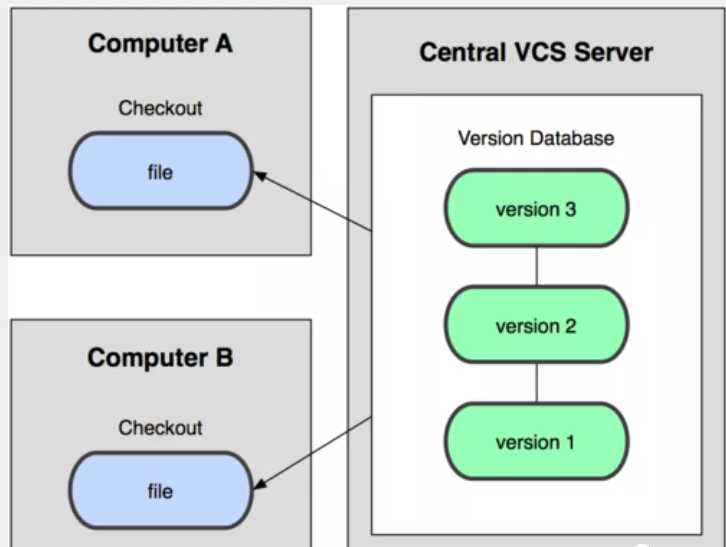 Computer A
Checkout
file
Central VCS Server
Version Database
version 3
version 2
version 1
Computer B
Checkout
file